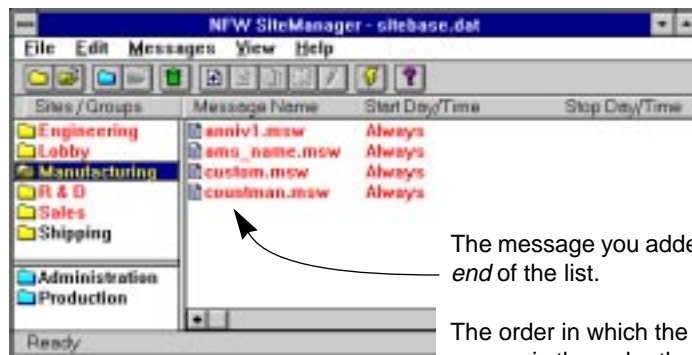 NFW SiteManager - sitebase.dat
File Edit Messages View Help
Sites / Groups Message Name Start Day/Time Stop Day/Time
Engineering anniv1.msw Always
Lobby ams_name.msw Always
Manufacturing custom.msw Always
R & D countman.msw Always
Sales
Shipping
Administration
Production
Ready
The message you adde
end of the list.
The order in which the